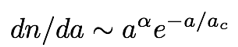 dn/da ∼ a^α e^{−a/a_c}